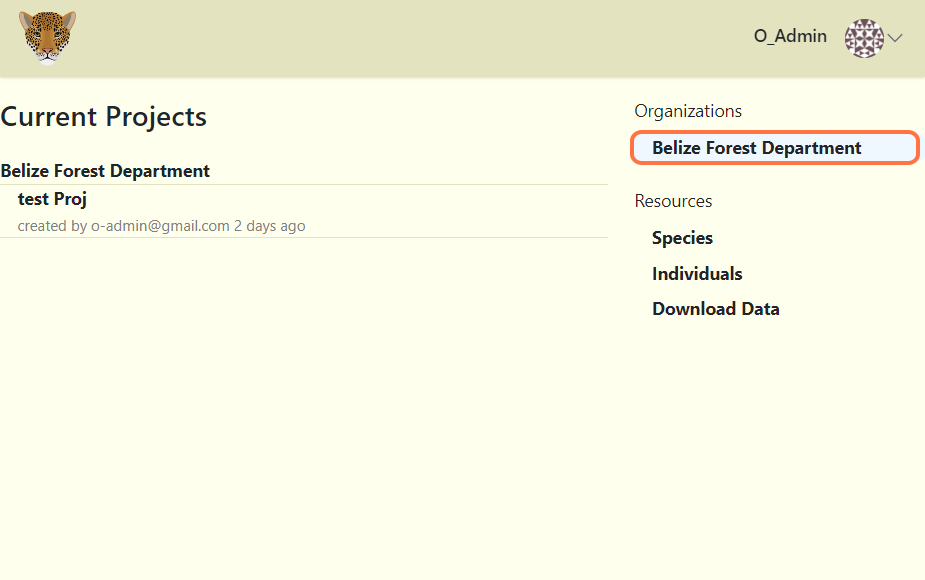 O_Admin
Current Projects
Belize Forest Department
test Proj
created by o-admin@gmail.com 2 days ago
Organizations
Belize Forest Department
Resources
Species
Individuals
Download Data